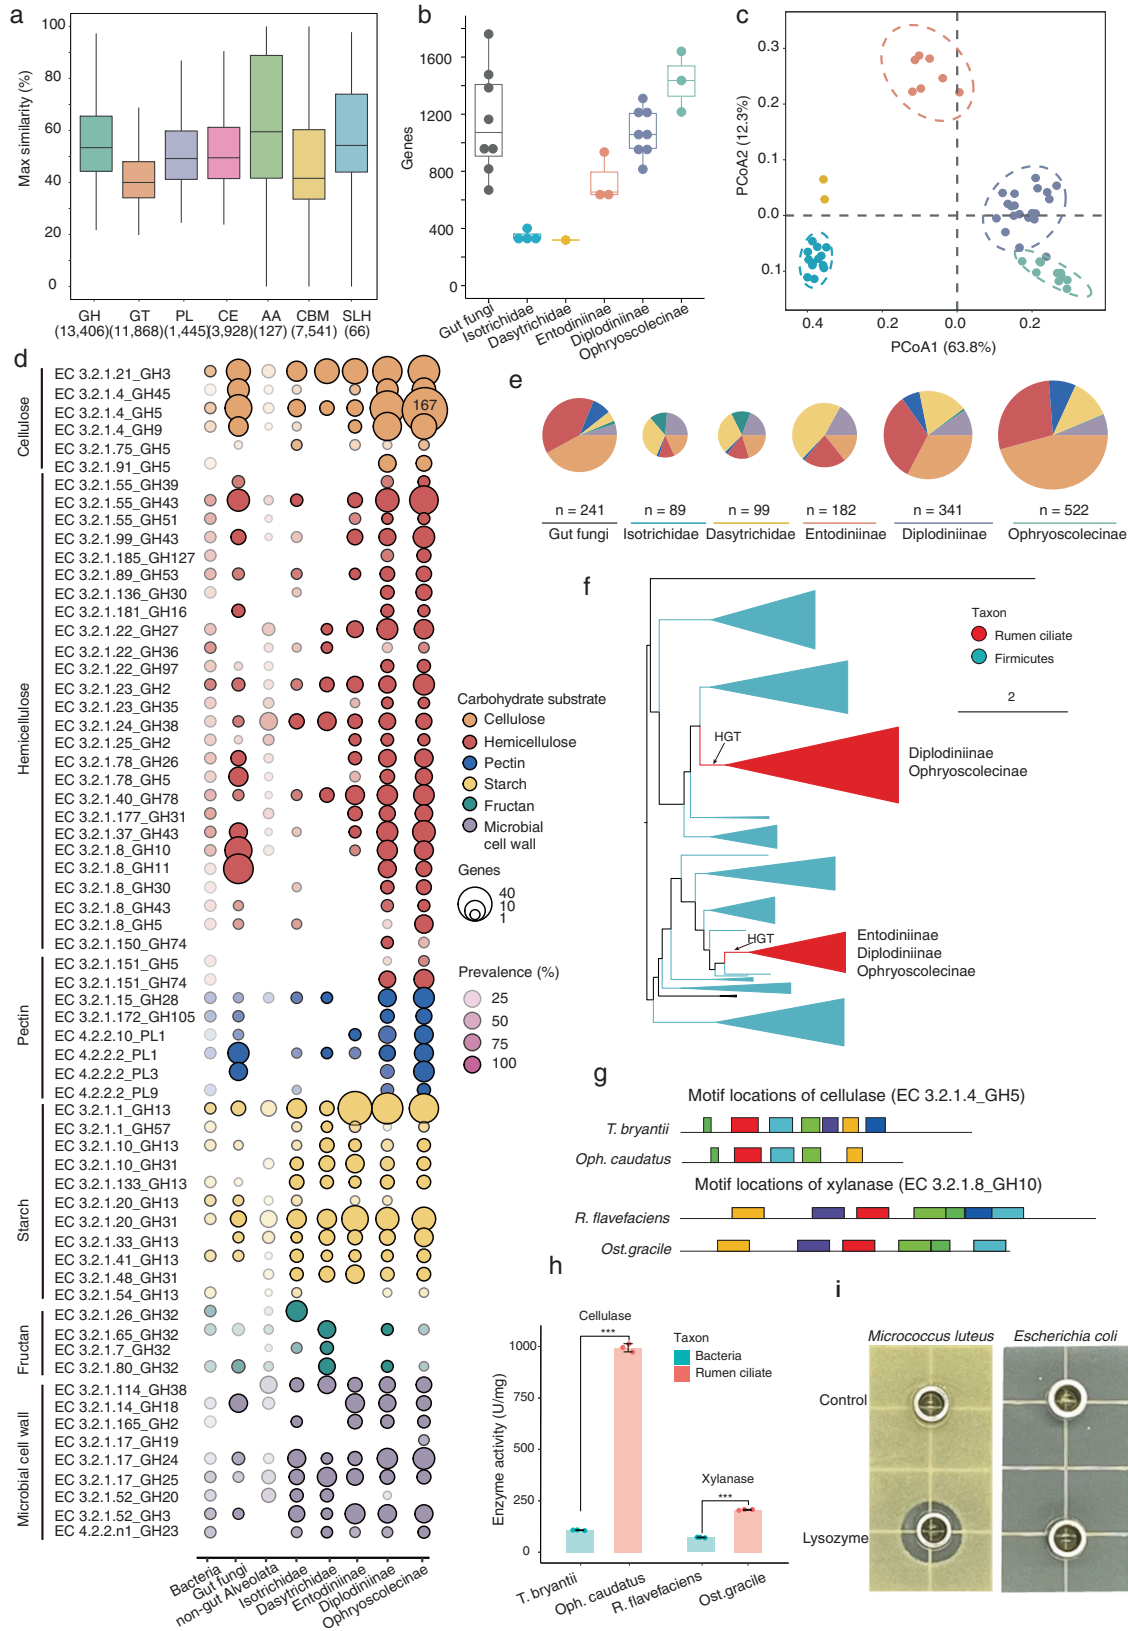 a
Max similarity (%)
100
80
60
40
20
0
GH GT PL CE AA CBM SLH
(13,406)(11,868)(1,445)(3,928) (127) (7,541) (66)
b
Genes
1600
1200
800
400
0
Gut fungi
Isotrichidae
Dasytrichidae
Entodiniinae
Diplodiniinae
Ophryoscolecinae
c
PCoA2 (12.3%)
0.3
0.2
0.1
0.0
0.1
0.4 0.2 0.0 0.2
PCoA1 (63.8%)
d
Cellulose
EC 3.2.1.21_GH3
EC 3.2.1.4_GH45
EC 3.2.1.4_GH5
167
EC 3.2.1.4_GH9
EC 3.2.1.75_GH5
EC 3.2.1.91_GH5
Hemicellulose
EC 3.2.1.55_GH39
EC 3.2.1.55_GH43
EC 3.2.1.55_GH51
EC 3.2.1.99_GH43
EC 3.2.1.185_GH127
EC 3.2.1.89_GH53
EC 3.2.1.136_GH30
EC 3.2.1.181_GH16
EC 3.2.1.22_GH27
EC 3.2.1.22_GH36
EC 3.2.1.22_GH97
EC 3.2.1.23_GH2
EC 3.2.1.23_GH35
EC 3.2.1.24_GH38
EC 3.2.1.25_GH2
EC 3.2.1.78_GH26
EC 3.2.1.78_GH5
EC 3.2.1.40_GH78
EC 3.2.1.177_GH31
EC 3.2.1.37_GH43
EC 3.2.1.8_GH10
EC 3.2.1.8_GH11
EC 3.2.1.8_GH30
EC 3.2.1.8_GH43
EC 3.2.1.8_GH5
EC 3.2.1.150_GH74
Pectin
EC 3.2.1.151_GH5
EC 3.2.1.151_GH74
EC 3.2.1.15_GH28
EC 3.2.1.172_GH105
EC 4.2.2.10_PL1
EC 4.2.2.2_PL1
EC 4.2.2.2_PL3
EC 4.2.2.2_PL9
Starch
EC 3.2.1.1_GH13
EC 3.2.1.1_GH57
EC 3.2.1.10_GH13
EC 3.2.1.10_GH31
EC 3.2.1.133_GH13
EC 3.2.1.20_GH13
EC 3.2.1.20_GH31
EC 3.2.1.33_GH13
EC 3.2.1.41_GH13
EC 3.2.1.48_GH31
EC 3.2.1.54_GH13
Fructan
EC 3.2.1.26_GH32
EC 3.2.1.65_GH32
EC 3.2.1.7_GH32
EC 3.2.1.80_GH32
Microbial cell wall
EC 3.2.1.114_GH38
EC 3.2.1.14_GH18
EC 3.2.1.165_GH2
EC 3.2.1.17_GH19
EC 3.2.1.17_GH24
EC 3.2.1.17_GH25
EC 3.2.1.52_GH20
EC 3.2.1.52_GH3
EC 4.2.2.n1_GH23
Bacteria
Gut fungi
non-gut Alveolata
Isotrichidae
Dasytrichidae
Entodiniinae
Diplodiniinae
Ophryoscolecinae
Carbohydrate substrate
Cellulose
Hemicellulose
Pectin
Starch
Fructan
Microbial
cell wall
Genes
40
10
1
Prevalence (%)
25
50
75
100
e
n = 241 n = 89 n = 99 n = 182 n = 341 n = 522
Gut fungi Isotrichidae Dasytrichidae Entodiniinae Diplodiniinae Ophryoscolecinae
f
Taxon
Rumen ciliate
Firmicutes
2
HGT
Diplodiniinae
Ophryoscolecinae
HGT
Entodiniinae
Diplodiniinae
Ophryoscolecinae
g
Motif locations of cellulase (EC 3.2.1.4_GH5)
T. bryantii
Oph. caudatus
Motif locations of xylanase (EC 3.2.1.8_GH10)
R. flavefaciens
Ost.gracile
h
Enzyme activity (U/mg)
1000
750
500
250
0
Cellulase
***
Xylanase
***
Taxon
Bacteria
Rumen ciliate
T. bryantii
Oph. caudatus
R. flavefaciens
Ost.gracile
i
Micrococcus luteus Escherichia coli
Control
Lysozyme